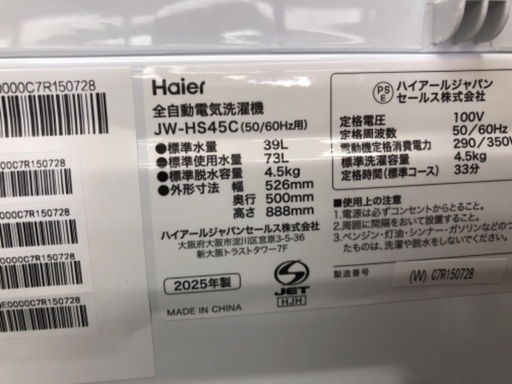 0000C7R150728
0000C7R150728
00C7R150728
000C7R150728
0000C7R150728
E0000C7R150728
Haier
全自動電気洗濯機
JW-HS45C(50/60Hz用)
●標準水量 39L
●標準使用水量 73L
●標準脱水容量 4.5kg
●外形寸法 幅 526mm
奥行 500mm
高さ 888mm
ハイアールジャパンセールス株式会社
大阪府大阪市淀川区宮原3-5-36
新大阪トラストタワー7F
2025年製
MADE IN CHINA
JET
HJH
PS
E
ハイアールジャパン
セールス株式会社
定格電圧 100V
定格周波数 50/60Hz
電動機定格消費電力 290/350W
標準洗濯容量 4.5k
定格時間(標準コース) 33分
■使用上の注意
1.電源は必ずコンセントからとること。
2.周囲に間隔をおいて
3.ベンジン・灯油・シンナー・ガソリンなどのつ
たものは、洗濯や脱水をしないでくだ
製造番号 (W) C7R150728